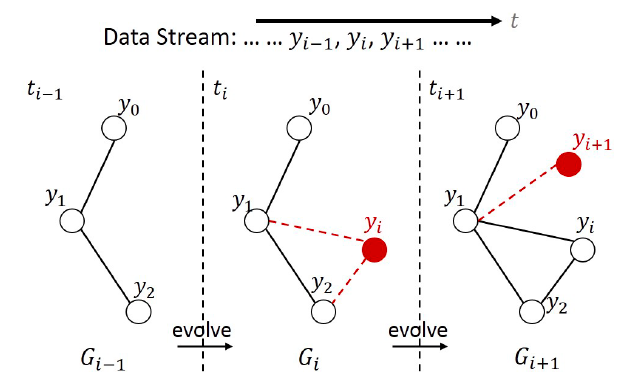 t
Data Stream: ... ... y_{i-1}, y_i, y_{i+1} ... ...
t_{i-1}
t_i
t_{i+1}
y_0
y_0
y_0
y_{i+1}
y_1
y_1
y_1
y_i
y_i
y_2
y_2
y_2
evolve
evolve
G_{i-1}
G_i
G_{i+1}